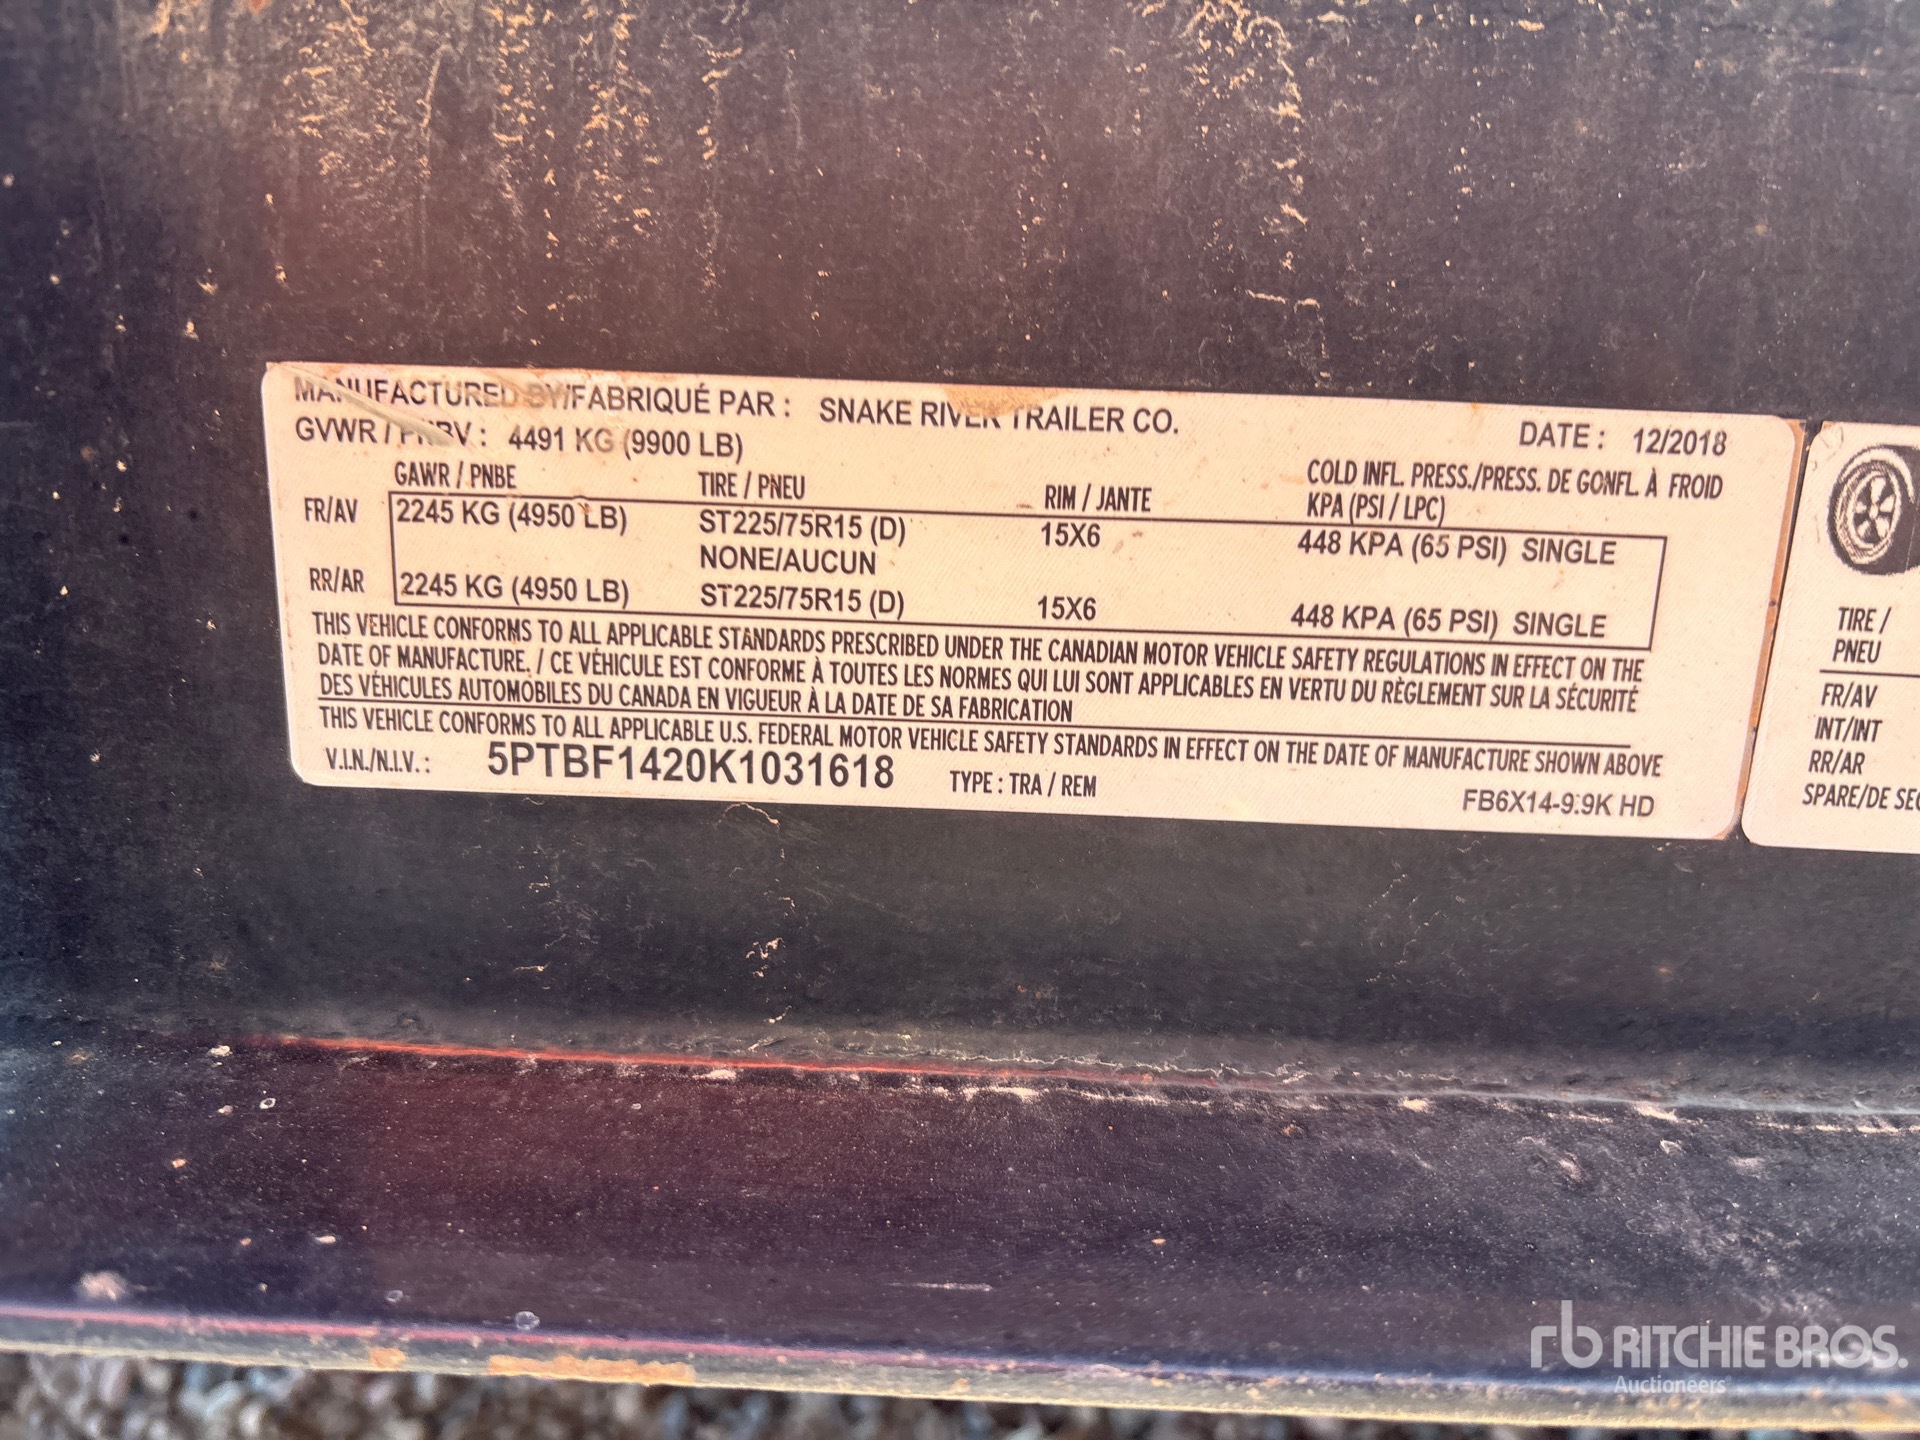 MANUFACTURED BY/FABRIQUÉ PAR : SNAKE RIVER TRAILER CO. DATE : 12/2018
GVWR / PNBV : 4491 KG (9900 LB)
GAWR / PNBE TIRE / PNEU RIM / JANTE COLD INFL. PRESS./PRESS. DE GONFL. À FROID
KPA (PSI / LPC)
FR/AV 2245 KG (4950 LB) ST225/75R15 (D) 15X6 448 KPA (65 PSI) SINGLE
NONE/AUCUN
RR/AR 2245 KG (4950 LB) ST225/75R15 (D) 15X6 448 KPA (65 PSI) SINGLE
THIS VEHICLE CONFORMS TO ALL APPLICABLE STANDARDS PRESCRIBED UNDER THE CANADIAN MOTOR VEHICLE SAFETY REGULATIONS IN EFFECT ON THE
DATE OF MANUFACTURE. / CE VÉHICULE EST CONFORME À TOUTES LES NORMES QUI LUI SONT APPLICABLES EN VERTU DU RÈGLEMENT SUR LA SÉCURITÉ
DES VÉHICULES AUTOMOBILES DU CANADA EN VIGUEUR À LA DATE DE SA FABRICATION
THIS VEHICLE CONFORMS TO ALL APPLICABLE U.S. FEDERAL MOTOR VEHICLE SAFETY STANDARDS IN EFFECT ON THE DATE OF MANUFACTURE SHOWN ABOVE
V.I.N./N.I.V. : 5PTBF1420K1031618 TYPE : TRA / REM FB6X14-9.9K HD
TIRE /
PNEU
FR/AV
INT/INT
RR/AR
SPARE/DE SEC
rb RITCHIE BROS.
Auctioneers